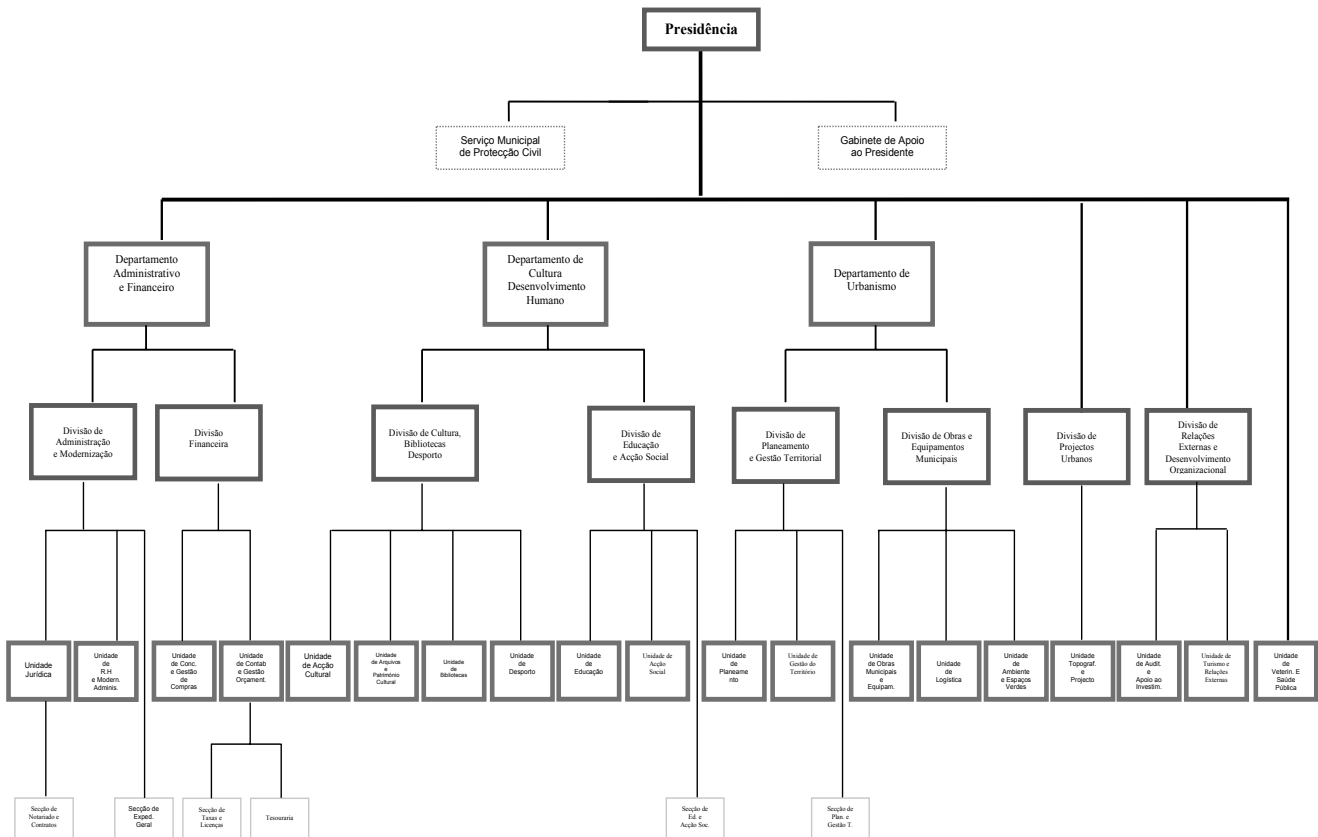 Presidência
Serviço Municipal
de Protecção Civil
Gabinete de Apoio
ao Presidente
Departamento
Administrativo
e Financeiro
Departamento de
Cultura
Desenvolvimento
Humano
Departamento de
Urbanismo
Divisão de
Administração
e Modernização
Divisão
Financeira
Divisão de Cultura,
Bibliotecas
Desporto
Divisão de
Educação
e Acção Social
Divisão de
Planeamento
e Gestão Territorial
Divisão de Obras e
Equipamentos
Municipais
Divisão de
Projectos
Urbanos
Divisão de
Relações
Externas e
Desenvolvimento
Organizacional
Unidade
Jurídica
Unidade
de
R.H
e Modern.
Adminis.
Unidade
de Conc.
e Gestão
de
Compras
Unidade
de Contab
e Gestão
Orçament.
Unidade
de Acção
Cultural
Unidade
de Arquivos
e
Património
Cultural
Unidade
de
Bibliotecas
Unidade
de
Desporto
Unidade
de
Educação
Unidade de
Acção
Social
Unidade
de
Planeame
nto
Unidade de
Gestão do
Território
Unidade
de Obras
Municipais
e
Equipam.
Unidade
de
Logística
Unidade
de
Ambiente
e Espaços
Verdes
Unidade
Topograf.
e
Projecto
Unidade
de Audit.
e
Apoio ao
Investim.
Unidade de
Turismo e
Relações
Externas
Unidade
de
Veterin. E
Saúde
Pública
Secção de
Notariado e
Contratos
Secção de
Exped.
Geral
Secção de
Taxas e
Licenças
Tesouraria
Secção de
Ed. e
Acção Soc.
Secção de
Plan. e
Gestão T.